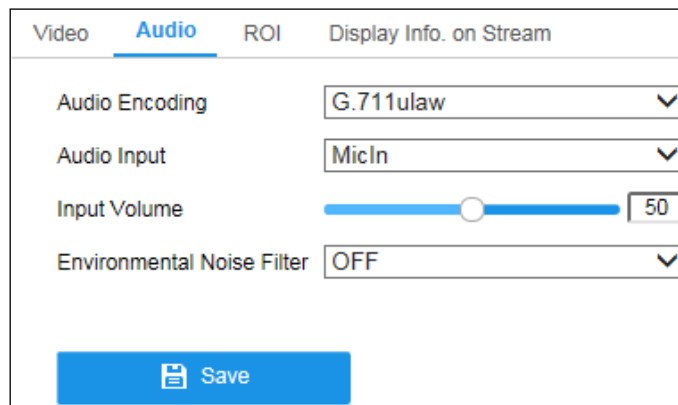 Video Audio ROI Display Info. on Stream
Audio Encoding G.711ulaw
Audio Input MicIn
Input Volume 50
Environmental Noise Filter OFF
Save